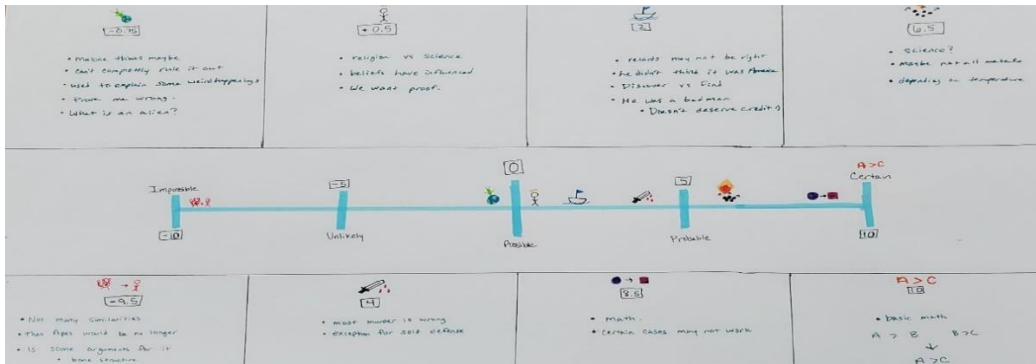 -0.75
• Making things maybe
• can't completely rule it out
• used to explain some weird happenings
• Prove me wrong.
• What is an alien?
+0.5
• religion vs science
• beliefs have influenced
• We want proof.
2
• records may not be right
• he didn't think it was America
• Discover vs Find
• He was a bad man
• Doesn't deserve credit
6.5
• science?
• maybe not all metals
• depending on temperature
A>C
Impossible
-5
0
5
Certain
-10
Unlikely
Possible
Probable
10
-9.5
• Not many similarities
• Then Apes would be no longer
• Is some arguments for it
• bone structure
4
• most murder is wrong
• exception for self defense
8.5
• math.
• certain cases may not work
A>C
10
• basic math
A > B B>C
A>C